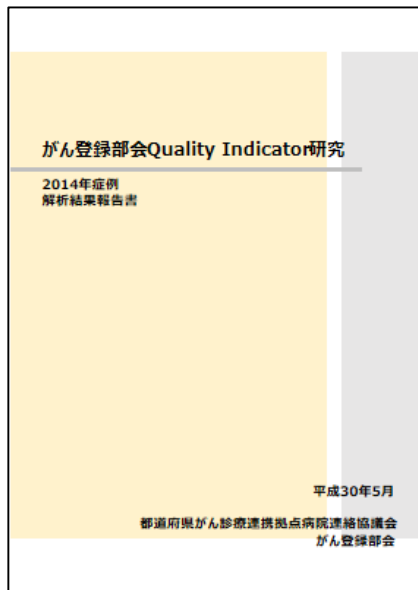 がん登録部会Quality Indicator研究
2014年症例
解析結果報告書
平成30年5月
都道府県がん診療連携拠点病院連絡協議会
がん登録部会